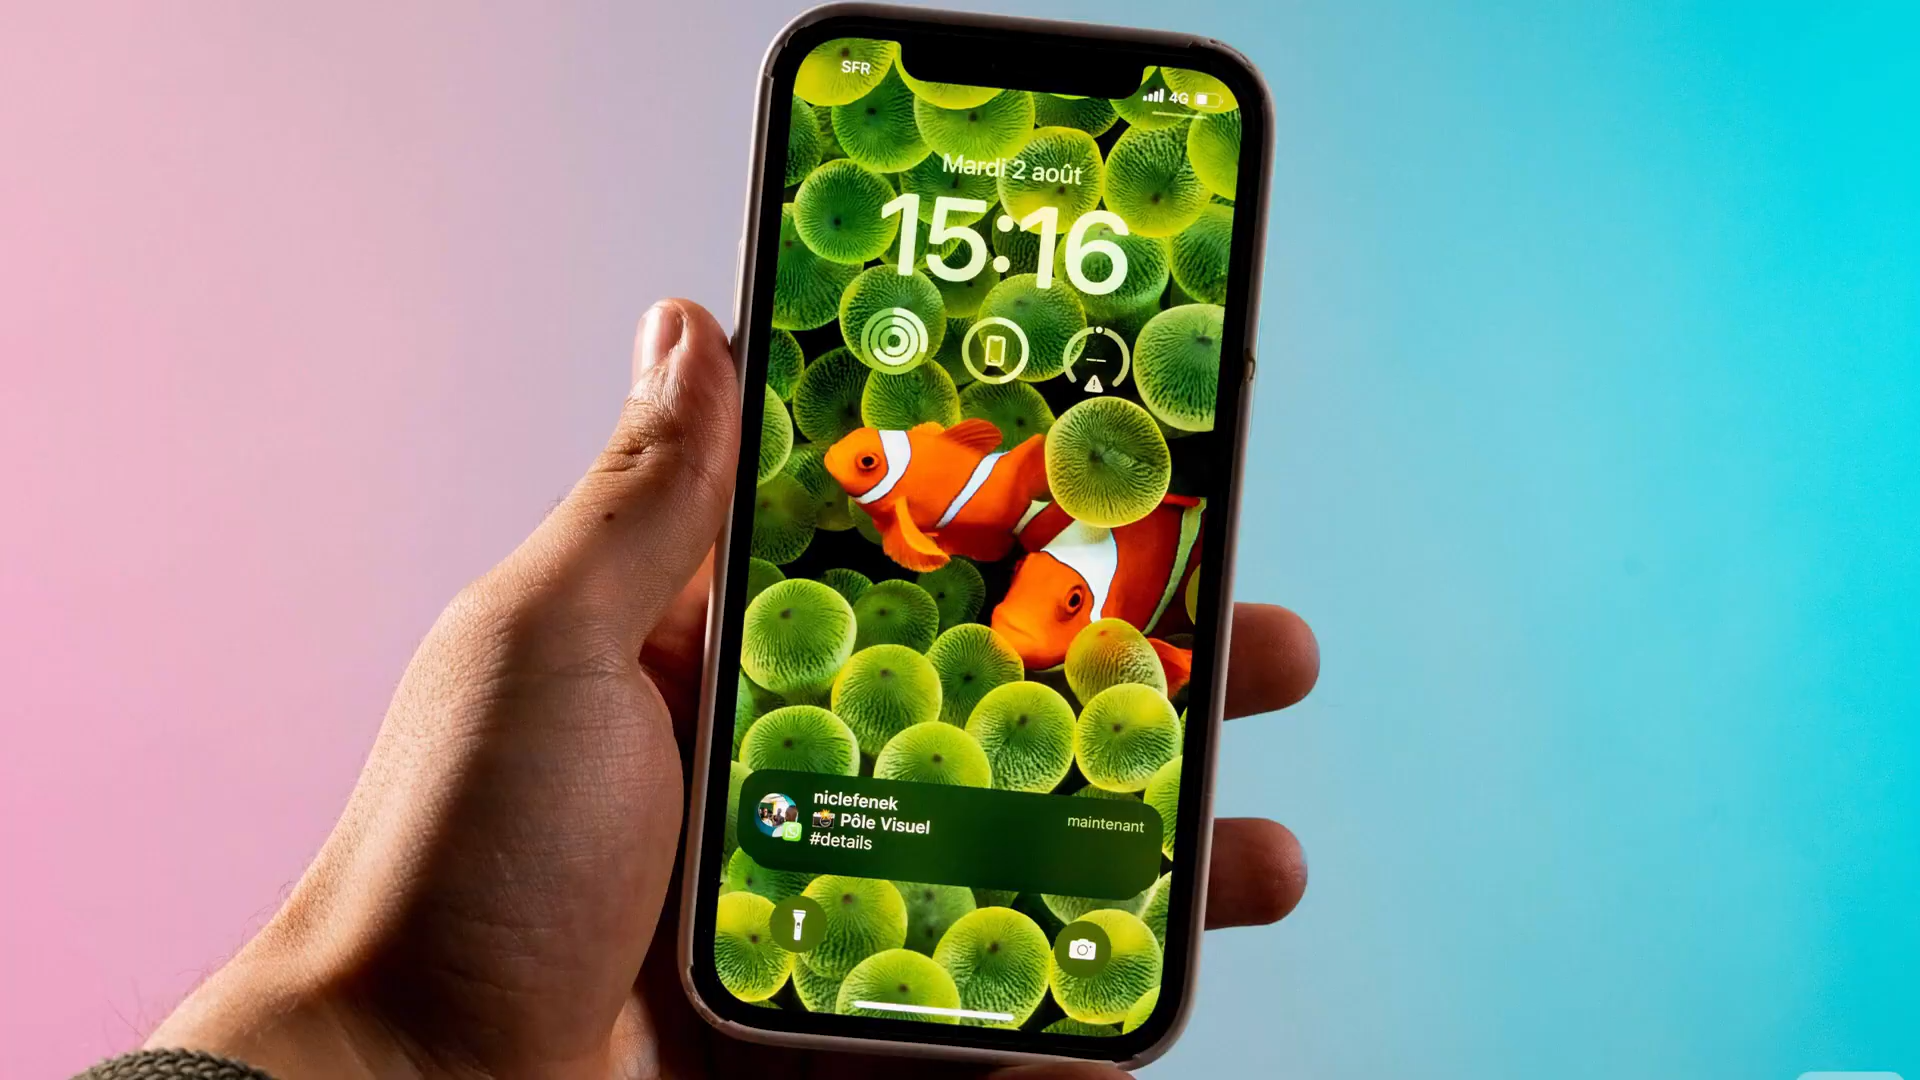 SFR
4G
Mardi 2 août
15:16
niclefenek
📸 Pôle Visuel
maintenant
#details